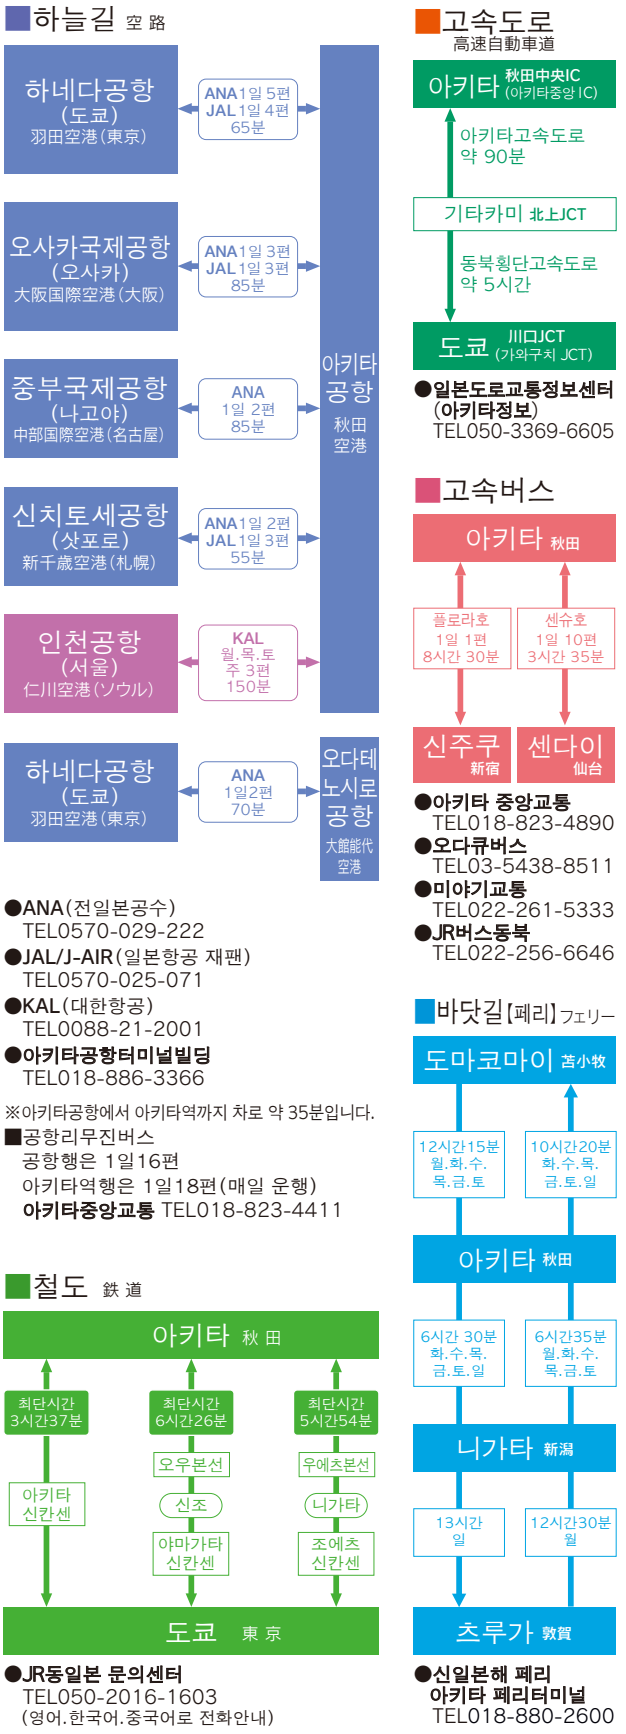 하늘길 空路
하네다공항
(도쿄)
羽田空港(東京)
ANA1일 5편
JAL 1일 4편
65분
오사카국제공항
(오사카)
大阪国際空港(大阪)
ANA1일 3편
JAL 1일 3편
85분
중부국제공항
(나고야)
中部国際空港(名古屋)
ANA
1일 2편
85분
신치토세공항
(삿포로)
新千歳空港(札幌)
ANA1일 2편
JAL 1일 3편
55분
인천공항
(서울)
仁川空港(ソウル)
KAL
월.목.토
주 3편
150분
아키타
공항
秋田
空港
하네다공항
(도쿄)
羽田空港(東京)
ANA
1일2편
70분
오다테
노시로
공항
大館能代
空港
●ANA(전일본공수)
TEL0570-029-222
●JAL/J-AIR(일본항공 재팬)
TEL0570-025-071
●KAL(대한항공)
TEL0088-21-2001
●아키타공항터미널빌딩
TEL018-886-3366
※아키타공항에서 아키타역까지 차로 약 35분입니다.
■공항리무진버스
공항행은 1일16편
아키타역행은 1일18편(매일 운행)
아키타중앙교통 TEL018-823-4411
철도 鉄道
아키타 秋田
최단시간
3시간37분
아키타
신칸센
최단시간
6시간26분
오우본선
신조
야마가타
신칸센
최단시간
5시간54분
우에츠본선
니가타
조에츠
신칸센
도쿄 東京
●JR동일본 문의센터
TEL050-2016-1603
(영어.한국어.중국어로 전화안내)
고속도로
高速自動車道
아키타 秋田中央IC
(아키타중앙 IC)
아키타고속도로
약 90분
기타카미 北上JCT
동북횡단고속도로
약 5시간
도쿄 川口JCT
(가와구치 JCT)
●일본도로교통정보센터
(아키타정보)
TEL050-3369-6605
고속버스
아키타 秋田
플로라호
1일 1편
8시간 30분
센슈호
1일 10편
3시간 35분
신주쿠
新宿
센다이
仙台
●아키타 중앙교통
TEL018-823-4890
●오다큐버스
TEL03-5438-8511
●미야기교통
TEL022-261-5333
●JR버스동북
TEL022-256-6646
바닷길【페리】フェリー
도마코마이 苫小牧
12시간15분
월.화.수.
목.금.토
10시간20분
화.수.목.
금.토.일
아키타 秋田
6시간 30분
화.수.목.
금.토.일
6시간35분
월.화.수.
목.금.토
니가타 新潟
13시간
일
12시간30분
월
츠루가 敦賀
●신일본해 페리
아키타 페리터미널
TEL018-880-2600